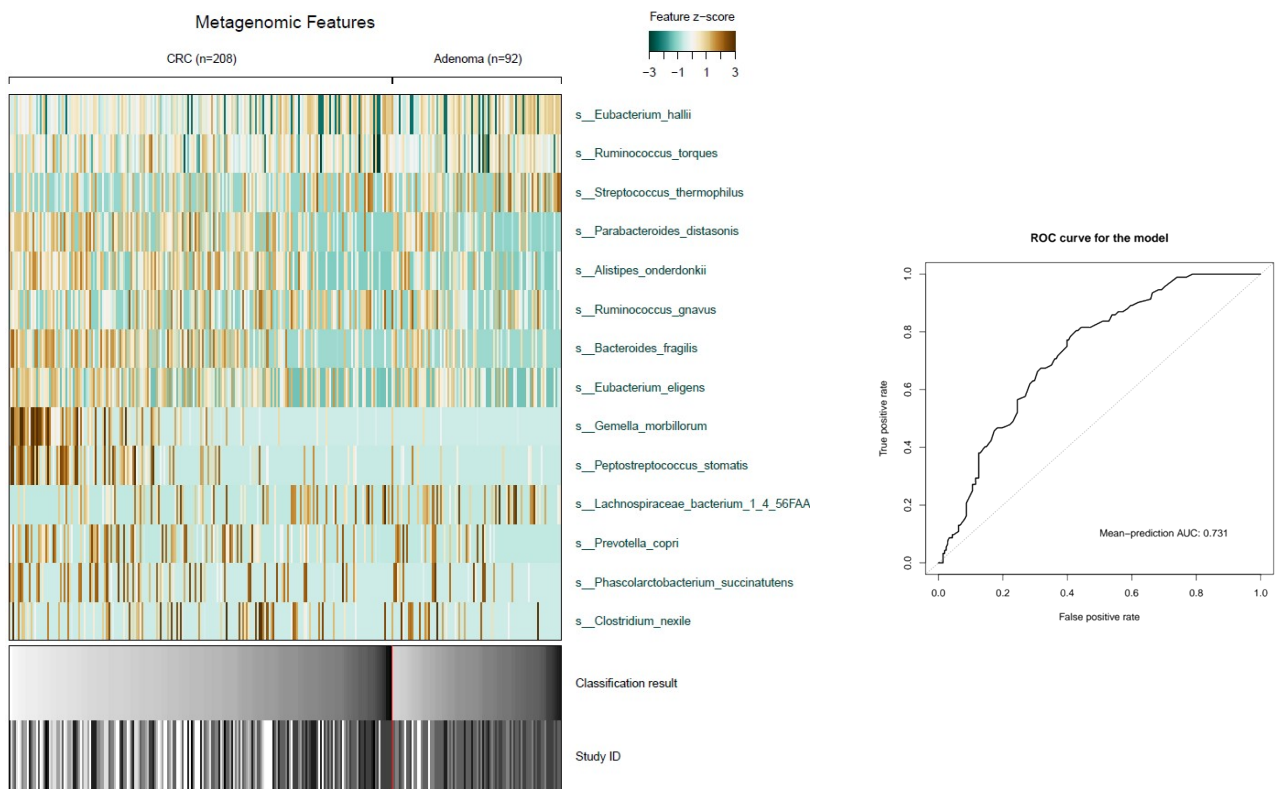 Metagenomic Features
Feature z−score
CRC (n=208)
Adenoma (n=92)
−3 −1 1 3
s__Eubacterium_hallii
s__Ruminococcus_torques
s__Streptococcus_thermophilus
s__Parabacteroides_distasonis
s__Alistipes_onderdonkii
s__Ruminococcus_gnavus
s__Bacteroides_fragilis
s__Eubacterium_eligens
s__Gemella_morbillorum
s__Peptostreptococcus_stomatis
s__Lachnospiraceae_bacterium_1_4_56FAA
s__Prevotella_copri
s__Phascolarctobacterium_succinatutens
s__Clostridium_nexile
Classification result
Study ID
ROC curve for the model
True positive rate
1.0
0.8
0.6
0.4
0.2
0.0
Mean−prediction AUC: 0.731
0.0 0.2 0.4 0.6 0.8 1.0
False positive rate